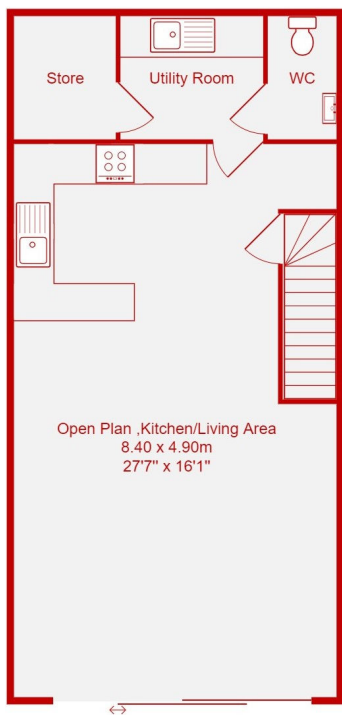 Store
Utility Room
WC
Open Plan ,Kitchen/Living Area
8.40 x 4.90m
27'7" x 16'1"